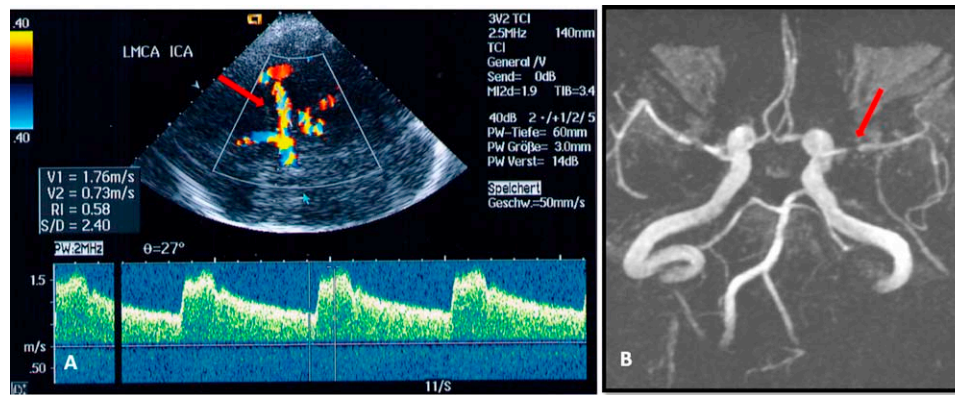 .40
.40
LMCA ICA
V1 = 1.76m/s
V2 = 0.73m/s
RI = 0.58
S/D = 2.40
3V2 TCI
2.5MHz 140mm
TCI
General /V
Send= 0dB
MI2d=1.9 TIB=3.4
40dB 2 •/+1/2/ 5
PW-Tiefe= 60mm
PW Größe= 3.0mm
PW Verst= 14dB
Speichert
Geschw.=50mm/s
PW:2MHz θ=27°
1.5
m/s
.50
A
11/S
B